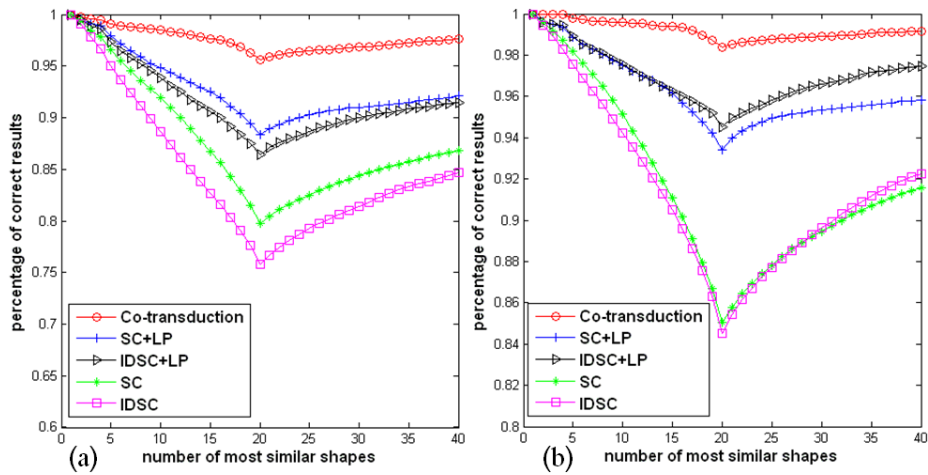 1
0.95
0.9
0.85
0.8
0.75
0.7
0.65
0.6
percentage of correct results
Co-transduction
SC+LP
IDSC+LP
SC
IDSC
0 5 10 15 20 25 30 35 40
(a) number of most similar shapes
1
0.98
0.96
0.94
0.92
0.9
0.88
0.86
0.84
0.82
0.8
percentage of correct results
Co-transduction
SC+LP
IDSC+LP
SC
IDSC
0 5 10 15 20 25 30 35 40
(b) number of most similar shapes